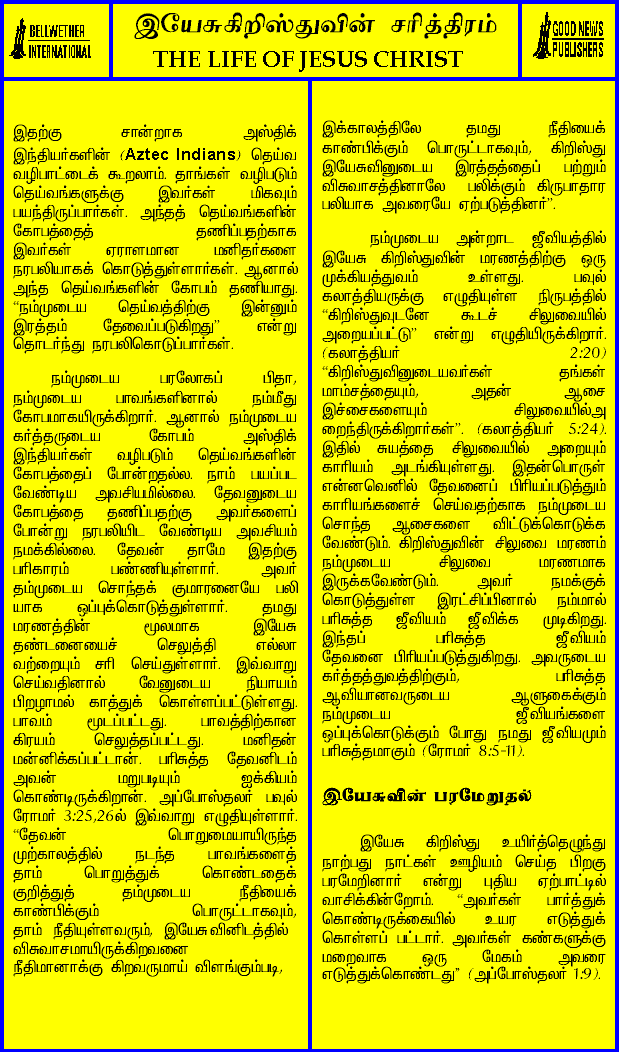 BELLWETHER
INTERNATIONAL
இயேசுகிறிஸ்துவின் சரித்திரம்
THE LIFE OF JESUS CHRIST
GOOD NEWS
PUBLISHERS
இதற்கு சான்றாக அஸ்திக்
இந்தியர்களின் (Aztec Indians) தெய்வ
வழிபாட்டைக் கூறலாம். தாங்கள் வழிபடும்
தெய்வங்களுக்கு இவர்கள் மிகவும்
பயந்திருப்பார்கள். அந்தத் தெய்வங்களின்
கோபத்தைத் தணிப்பதற்காக
இவர்கள் ஏராளமான மனிதர்களை
நரபலியாகக் கொடுத்துள்ளார்கள். ஆனால்
அந்த தெய்வங்களின் கோபம் தணியாது.
“நம்முடைய தெய்வத்திற்கு இன்னும்
இரத்தம் தேவைப்படுகிறது” என்று
தொடர்ந்து நரபலிகொடுப்பார்கள்.
நம்முடைய பரலோகப் பிதா,
நம்முடைய பாவங்களினால் நம்மீது
கோபமாகயிருக்கிறார். ஆனால் நம்முடைய
கர்த்தருடைய கோபம் அஸ்திக்
இந்தியர்கள் வழிபடும் தெய்வங்களின்
கோபத்தைப் போன்றதல்ல. நாம் பயப்பட
வேண்டிய அவசியமில்லை. தேவனுடைய
கோபத்தை தணிப்பதற்கு அவர்களைப்
போன்று நரபலியிட வேண்டிய அவசியம்
நமக்கில்லை. தேவன் தாமே இதற்கு
பரிகாரம் பண்ணியுள்ளார். அவர்
தம்முடைய சொந்தக் குமாரனையே பலி
யாக ஒப்புக்கொடுத்துள்ளார். தமது
மரணத்தின் மூலமாக இயேசு
தண்டனையைச் செலுத்தி எல்லா
வற்றையும் சரி செய்துள்ளார். இவ்வாறு
செய்வதினால் வேனுடைய நியாயம்
பிறழாமல் காத்துக் கொள்ளப்பட்டுள்ளது.
பாவம் மூடப்பட்டது. பாவத்திற்கான
கிரயம் செலுத்தப்பட்டது. மனிதன்
மன்னிக்கப்பட்டான். பரிசுத்த தேவனிடம்
அவன் மறுபடியும் ஐக்கியம்
கொண்டிருக்கிறான். அப்போஸ்தலர் பவுல்
ரோமர் 3:25,26ல் இவ்வாறு எழுதியுள்ளார்.
“தேவன் பொறுமையாயிருந்த
முற்காலத்தில் நடந்த பாவங்களைத்
தாம் பொறுத்துக் கொண்டதைக்
குறித்துத் தம்முடைய நீதியைக்
காண்பிக்கும் பொருட்டாகவும்,
தாம் நீதியுள்ளவரும், இயேசுவினிடத்தில்
விசுவாசமாயிருக்கிறவனை
நீதிமானாக்கு கிறவருமாய் விளங்கும்படி,
இக்காலத்திலே தமது நீதியைக்
காண்பிக்கும் பொருட்டாகவும், கிறிஸ்து
இயேசுவினுடைய இரத்தத்தைப் பற்றும்
விசுவாசத்தினாலே பலிக்கும் கிருபாதார
பலியாக அவரையே ஏற்படுத்தினார்”.
நம்முடைய அன்றாட ஜீவியத்தில்
இயேசு கிறிஸ்துவின் மரணத்திற்கு ஒரு
முக்கியத்துவம் உள்ளது. பவுல்
கலாத்தியருக்கு எழுதியுள்ள நிருபத்தில்
“கிறிஸ்துவுடனே கூடச் சிலுவையில்
அறையப்பட்டு” என்று எழுதியிருக்கிறார்.
(கலாத்தியர் 2:20)
“கிறிஸ்துவினுடையவர்கள் தங்கள்
மாம்சத்தையும், அதன் ஆசை
இச்சைகளையும் சிலுவையில்அ
றைந்திருக்கிறார்கள்”. (கலாத்தியர் 5:24).
இதில் சுயத்தை சிலுவையில் அறையும்
காரியம் அடங்கியுள்ளது. இதன்பொருள்
என்னவெனில் தேவனைப் பிரியப்படுத்தும்
காரியங்களைச் செய்வதற்காக நம்முடைய
சொந்த ஆசைகளை விட்டுக்கொடுக்க
வேண்டும். கிறிஸ்துவின் சிலுவை மரணம்
நம்முடைய சிலுவை மரணமாக
இருக்கவேண்டும். அவர் நமக்குக்
கொடுத்துள்ள இரட்சிப்பினால் நம்மால்
பரிசுத்த ஜீவியம் ஜீவிக்க முடிகிறது.
இந்தப் பரிசுத்த ஜீவியம்
தேவனை பிரியப்படுத்துகிறது. அவருடைய
கர்த்தத்துவத்திற்கும், பரிசுத்த
ஆவியானவருடைய ஆளுகைக்கும்
நம்முடைய ஜீவியங்களை
ஒப்புக்கொடுக்கும் போது நமது ஜீவியமும்
பரிசுத்தமாகும் (ரோமர் 8:5-11).
இயேசுவின் பரமேறுதல்
இயேசு கிறிஸ்து உயிர்த்தெழுந்து
நாற்பது நாட்கள் ஊழியம் செய்த பிறகு
பரமேறினார் என்று புதிய ஏற்பாட்டில்
வாசிக்கின்றோம். “அவர்கள் பார்த்துக்
கொண்டிருக்கையில் உயர எடுத்துக்
கொள்ளப் பட்டார். அவர்கள் கண்களுக்கு
மறைவாக ஒரு மேகம் அவரை
எடுத்துக்கொண்டது” (அப்போஸ்தலர் 1:9).